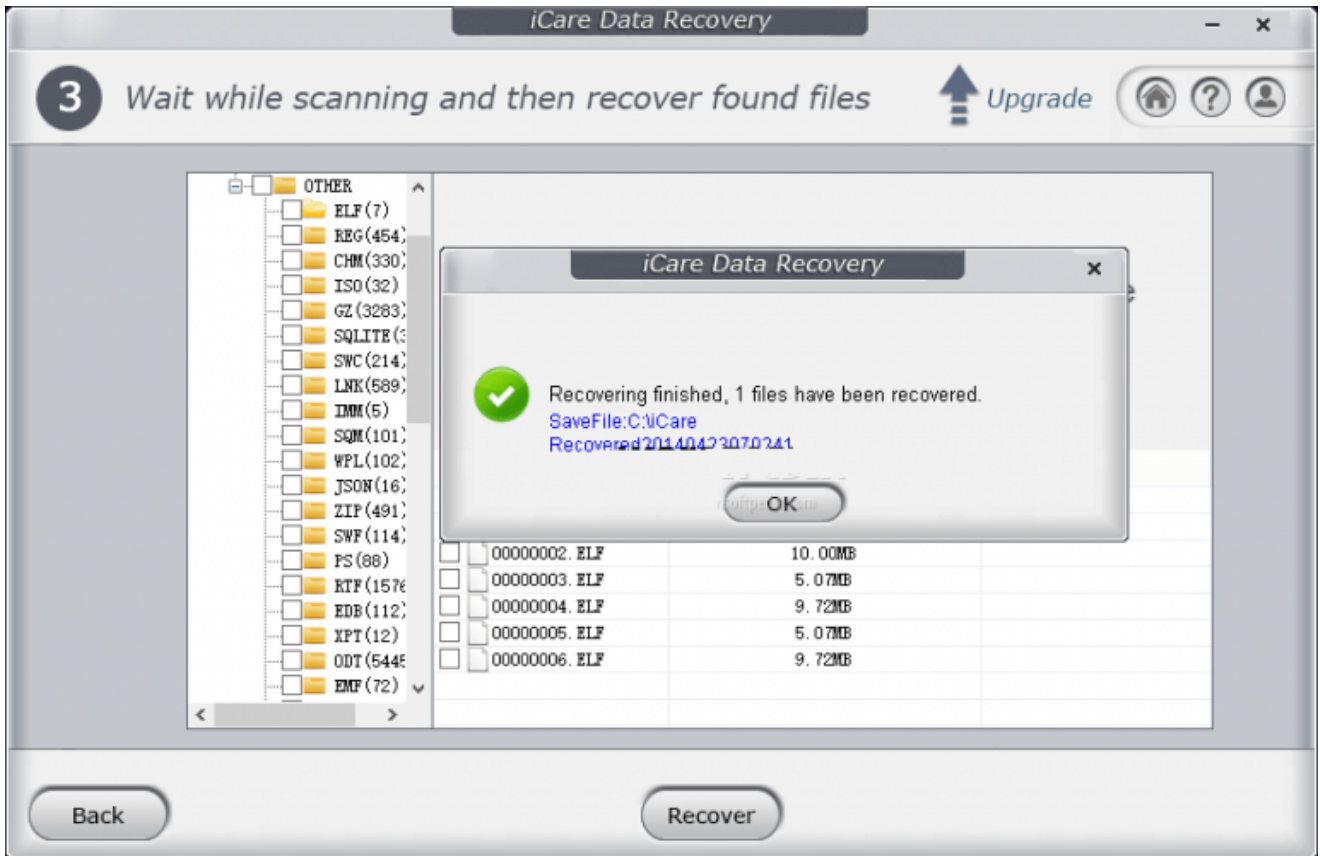 iCare Data Recovery
3 Wait while scanning and then recover found files
Upgrade
OTHER
ELF(7)
REG(454)
CHM(330)
ISO(32)
GZ(3283)
SQLITE(
SWC(214)
LNK(589)
IMM(5)
SQM(101)
WPL(102)
JSON(16)
ZIP(491)
SWF(114)
PS(88)
RTF(1576
EDB(112)
XPT(12)
ODT(5445
EMF(72)
iCare Data Recovery
Recovering finished, 1 files have been recovered.
SaveFile:C:\iCare
Recovered20140423070241
OK
00000002.ELF 10.00MB
00000003.ELF 5.07MB
00000004.ELF 9.72MB
00000005.ELF 5.07MB
00000006.ELF 9.72MB
Back
Recover